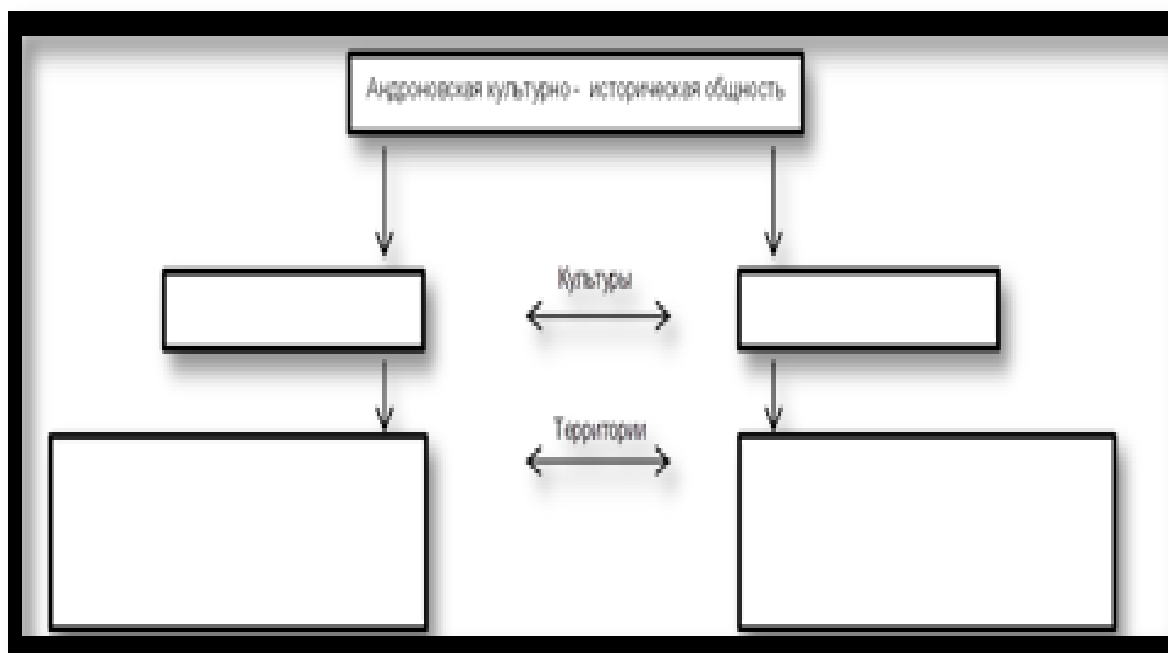 Андроновская культурно - историческая общность
Культуры
Территории